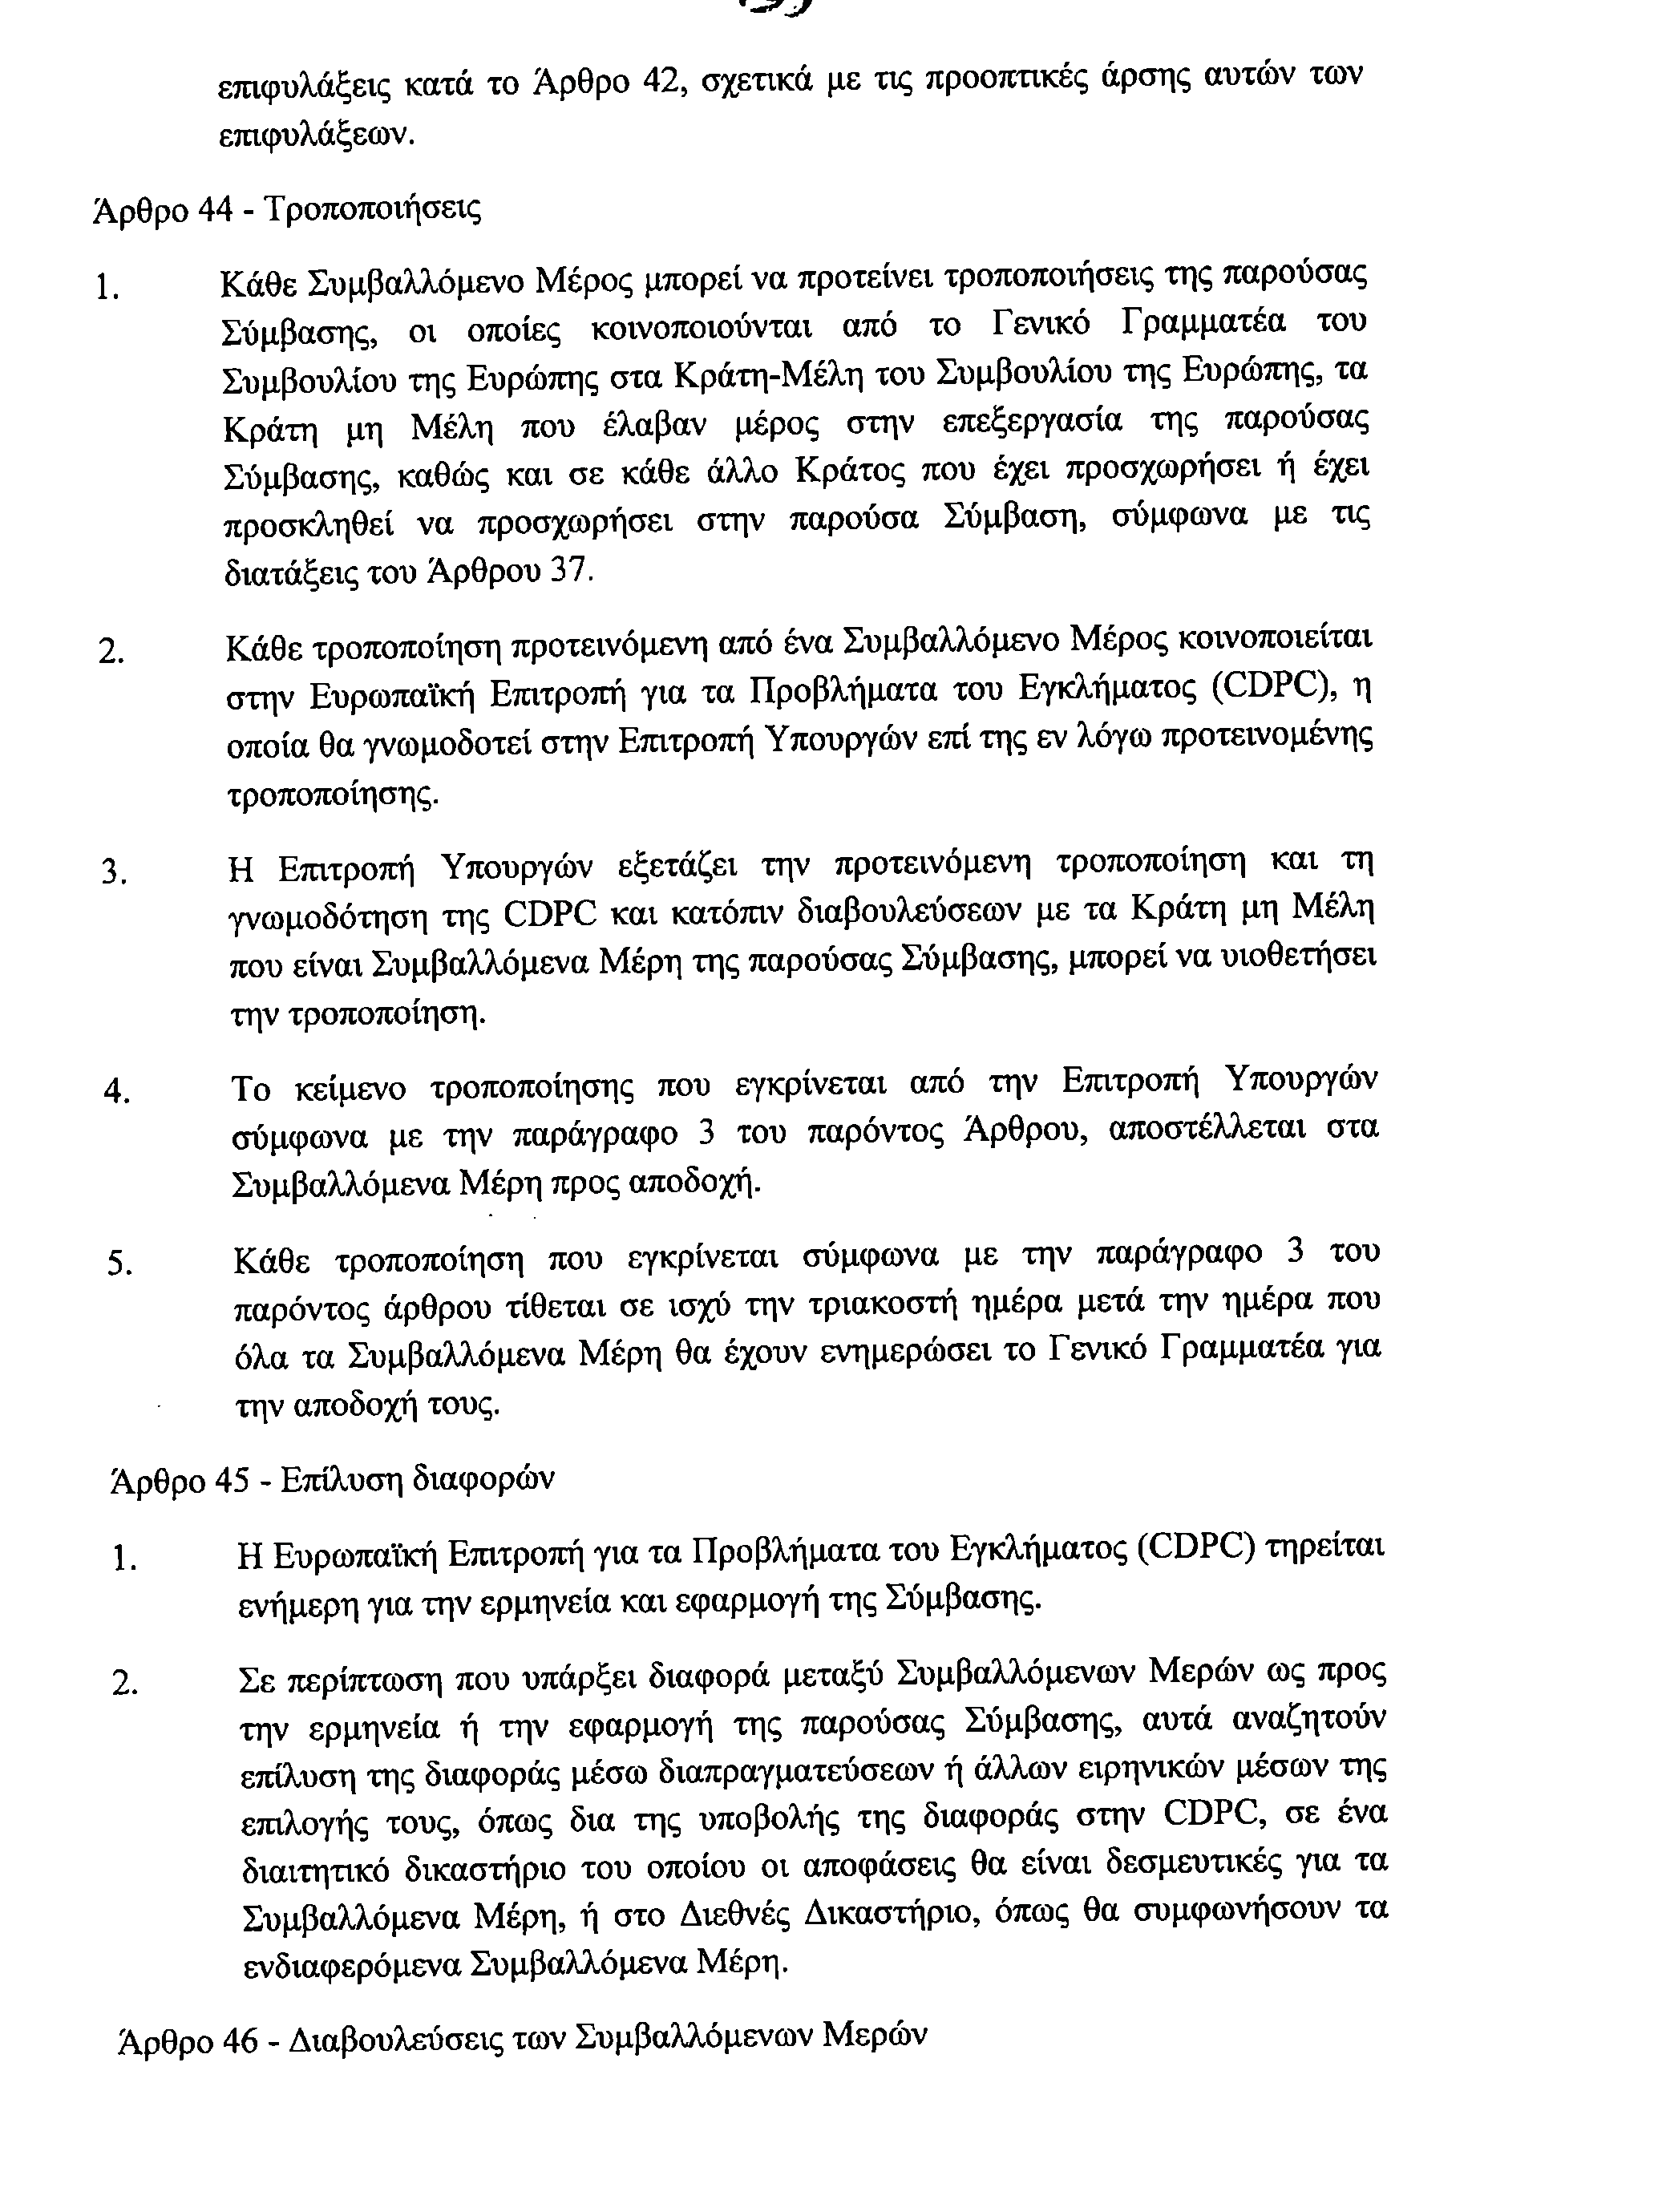 επιφυλάξεις κατά το Άρθρο 42, σχετικά με τις προοπτικές άρσης αυτών των
επιφυλάξεων.
Άρθρο 44 - Τροποποιήσεις
1. Κάθε Συμβαλλόμενο Μέρος μπορεί να προτείνει τροποποιήσεις της παρούσας
Σύμβασης, οι οποίες κοινοποιούνται από το Γενικό Γραμματέα του
Συμβουλίου της Ευρώπης στα Κράτη-Μέλη του Συμβουλίου της Ευρώπης, τα
Κράτη μη Μέλη που έλαβαν μέρος στην επεξεργασία της παρούσας
Σύμβασης, καθώς και σε κάθε άλλο Κράτος που έχει προσχωρήσει ή έχει
προσκληθεί να προσχωρήσει στην παρούσα Σύμβαση, σύμφωνα με τις
διατάξεις του Άρθρου 37.
2. Κάθε τροποποίηση προτεινόμενη από ένα Συμβαλλόμενο Μέρος κοινοποιείται
στην Ευρωπαϊκή Επιτροπή για τα Προβλήματα του Εγκλήματος (CDPC), η
οποία θα γνωμοδοτεί στην Επιτροπή Υπουργών επί της εν λόγω προτεινομένης
τροποποίησης.
3. Η Επιτροπή Υπουργών εξετάζει την προτεινόμενη τροποποίηση και τη
γνωμοδότηση της CDPC και κατόπιν διαβουλεύσεων με τα Κράτη μη Μέλη
που είναι Συμβαλλόμενα Μέρη της παρούσας Σύμβασης, μπορεί να υιοθετήσει
την τροποποίηση.
4. Το κείμενο τροποποίησης που εγκρίνεται από την Επιτροπή Υπουργών
σύμφωνα με την παράγραφο 3 του παρόντος Άρθρου, αποστέλλεται στα
Συμβαλλόμενα Μέρη προς αποδοχή.
5. Κάθε τροποποίηση που εγκρίνεται σύμφωνα με την παράγραφο 3 του
παρόντος άρθρου τίθεται σε ισχύ την τριακοστή ημέρα μετά την ημέρα που
όλα τα Συμβαλλόμενα Μέρη θα έχουν ενημερώσει το Γενικό Γραμματέα για
την αποδοχή τους.
Άρθρο 45 - Επίλυση διαφορών
1. Η Ευρωπαϊκή Επιτροπή για τα Προβλήματα του Εγκλήματος (CDPC) τηρείται
ενήμερη για την ερμηνεία και εφαρμογή της Σύμβασης.
2. Σε περίπτωση που υπάρξει διαφορά μεταξύ Συμβαλλόμενων Μερών ως προς
την ερμηνεία ή την εφαρμογή της παρούσας Σύμβασης, αυτά αναζητούν
επίλυση της διαφοράς μέσω διαπραγματεύσεων ή άλλων ειρηνικών μέσων της
επιλογής τους, όπως δια της υποβολής της διαφοράς στην CDPC, σε ένα
διαιτητικό δικαστήριο του οποίου οι αποφάσεις θα είναι δεσμευτικές για τα
Συμβαλλόμενα Μέρη, ή στο Διεθνές Δικαστήριο, όπως θα συμφωνήσουν τα
ενδιαφερόμενα Συμβαλλόμενα Μέρη.
Άρθρο 46 - Διαβουλεύσεις των Συμβαλλόμενων Μερών